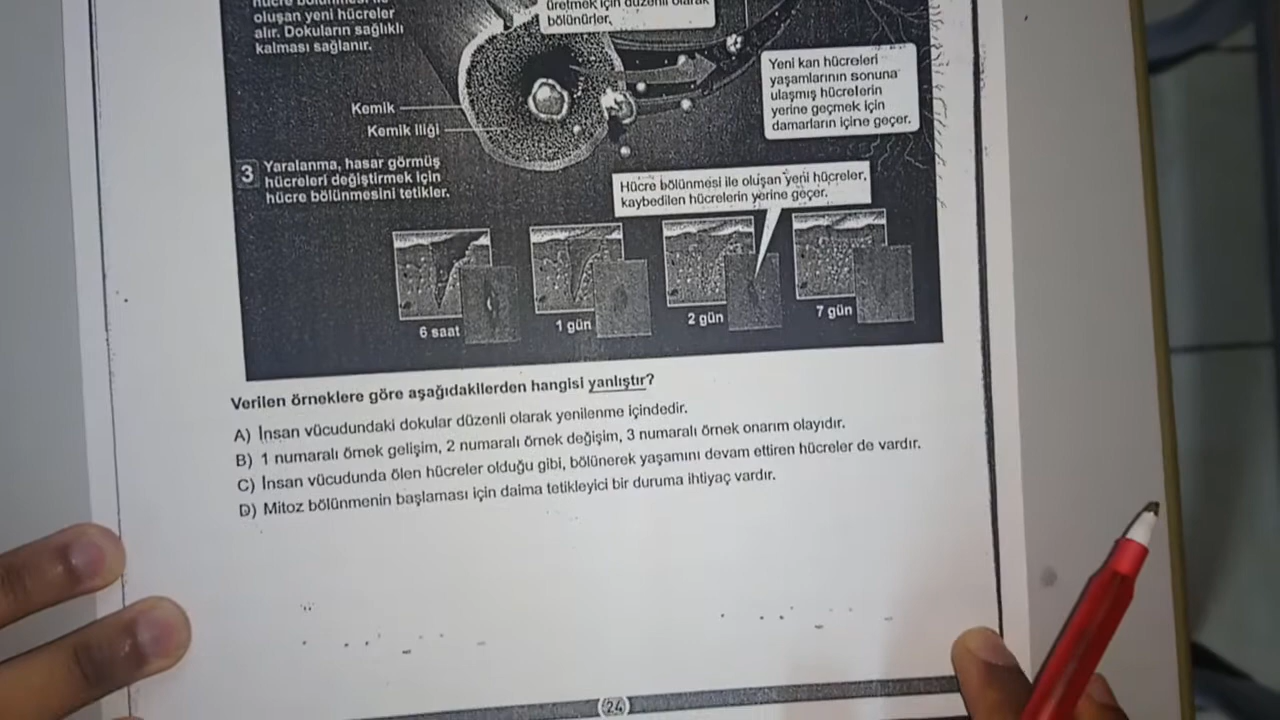 oluşan yeni hücreler
alır. Dokuların sağlıklı
kalması sağlanır.
üretmek için düzenli olarak
bölünürler.
Yeni kan hücreleri
yaşamlarının sonuna
ulaşmış hücrelerin
yerine geçmek için
damarların içine geçer.
Kemik
Kemik iliği
3 Yaralanma, hasar görmüş
hücreleri değiştirmek için
hücre bölünmesini tetikler.
Hücre bölünmesi ile oluşan yeni hücreler,
kaybedilen hücrelerin yerine geçer.
6 saat
1 gün
2 gün
7 gün
Verilen örneklere göre aşağıdakilerden hangisi yanlıştır?
A) İnsan vücudundaki dokular düzenli olarak yenilenme içindedir.
B) 1 numaralı örnek gelişim, 2 numaralı örnek değişim, 3 numaralı örnek onarım olayıdır.
C) İnsan vücudunda ölen hücreler olduğu gibi, bölünerek yaşamını devam ettiren hücreler de vardır.
D) Mitoz bölünmenin başlaması için daima tetikleyici bir duruma ihtiyaç vardır.
24